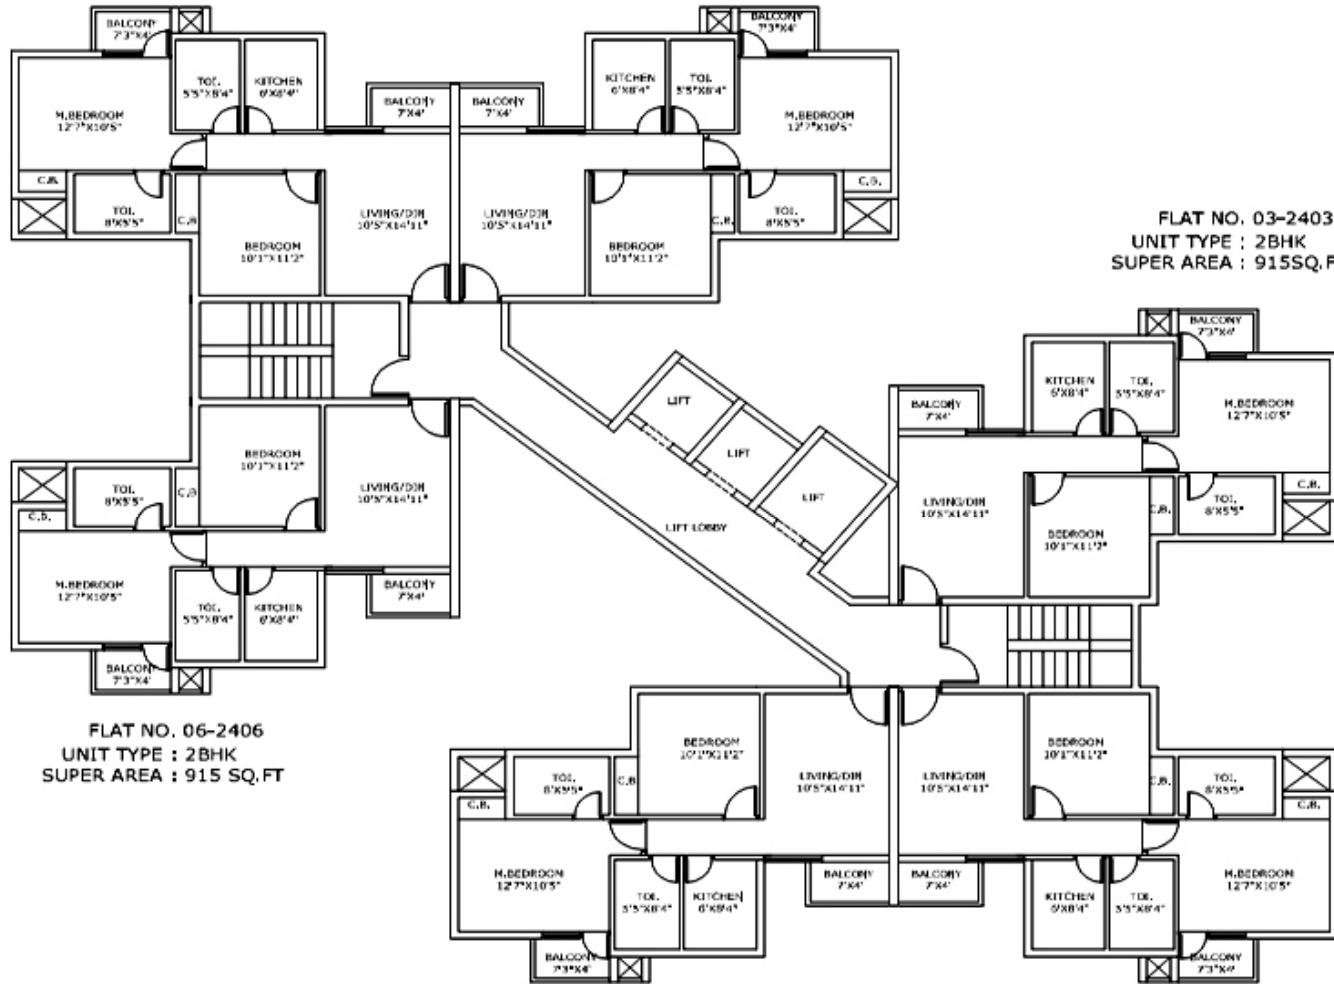 BALCONY
7'3"X4'
TOI.
5'5"X8'4"
KITCHEN
6'X8'4"
M.BEDROOM
12'7"X10'5"
BALCONY
7'X4'
BALCONY
7'X4'
KITCHEN
6'X8'4"
TOI.
5'5"X8'4"
BALCONY
7'3"X4'
M.BEDROOM
12'7"X10'5"
C.B.
TOI.
8'X5'5"
C.B
BEDROOM
10'1"X11'2"
LIVING/DIN
10'5"X14'11"
LIVING/DIN
10'5"X14'11"
BEDROOM
10'1"X11'2"
C.B.
TOI.
8'X5'5"
C.B.
FLAT NO. 03-2403
UNIT TYPE : 2BHK
SUPER AREA : 915SQ.F
BALCONY
7'3"X4'
KITCHEN
6'X8'4"
TOI.
5'5"X8'4"
M.BEDROOM
12'7"X10'5"
BALCONY
7'X4'
LIFT
LIFT
LIFT
LIFT LOBBY
LIVING/DIN
10'5"X14'11"
BEDROOM
10'1"X11'2"
C.B.
TOI.
8'X5'5"
C.B.
BEDROOM
10'1"X11'2"
LIVING/DIN
10'5"X14'11"
TOI.
8'X5'5"
C.B
C.B.
M.BEDROOM
12'7"X10'5"
TOI.
5'5"X8'4"
KITCHEN
6'X8'4"
BALCONY
7'X4'
BALCONY
7'3"X4'
FLAT NO. 06-2406
UNIT TYPE : 2BHK
SUPER AREA : 915 SQ.FT
BEDROOM
10'1"X11'2"
LIVING/DIN
10'5"X14'11"
LIVING/DIN
10'5"X14'11"
BEDROOM
10'1"X11'2"
TOI.
8'X5'5"
C.B.
C.B.
C.B.
TOI.
8'X5'5"
C.B.
M.BEDROOM
12'7"X10'5"
TOI.
5'5"X8'4"
KITCHEN
6'X8'4"
BALCONY
7'X4'
BALCONY
7'X4'
KITCHEN
6'X8'4"
TOI.
5'5"X8'4"
M.BEDROOM
12'7"X10'5"
BALCONY
7'3"X4'
BALCONY
7'3"X4'